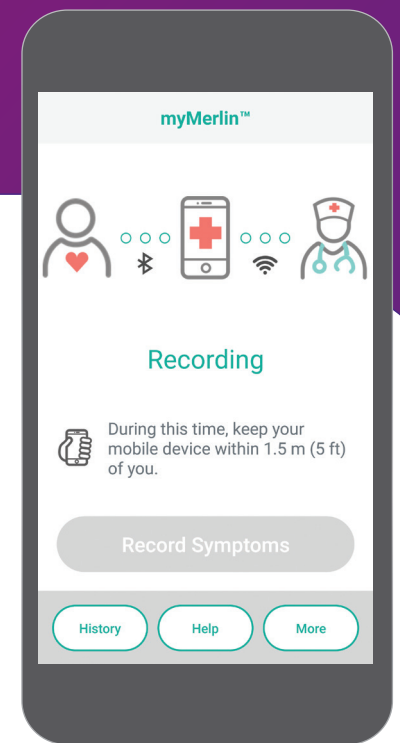 myMerlin™
Recording
During this time, keep your
mobile device within 1.5 m (5 ft)
of you.
Record Symptoms
History
Help
More